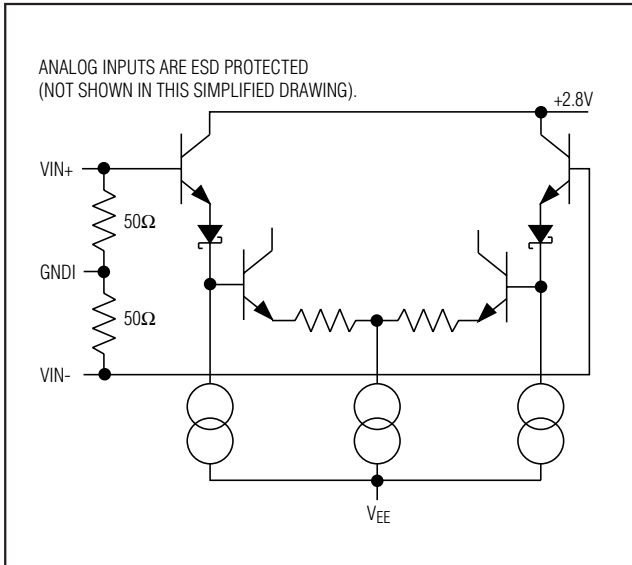 ANALOG INPUTS ARE ESD PROTECTED
(NOT SHOWN IN THIS SIMPLIFIED DRAWING).
+2.8V
VIN+
50Ω
GNDI
50Ω
VIN-
VEE